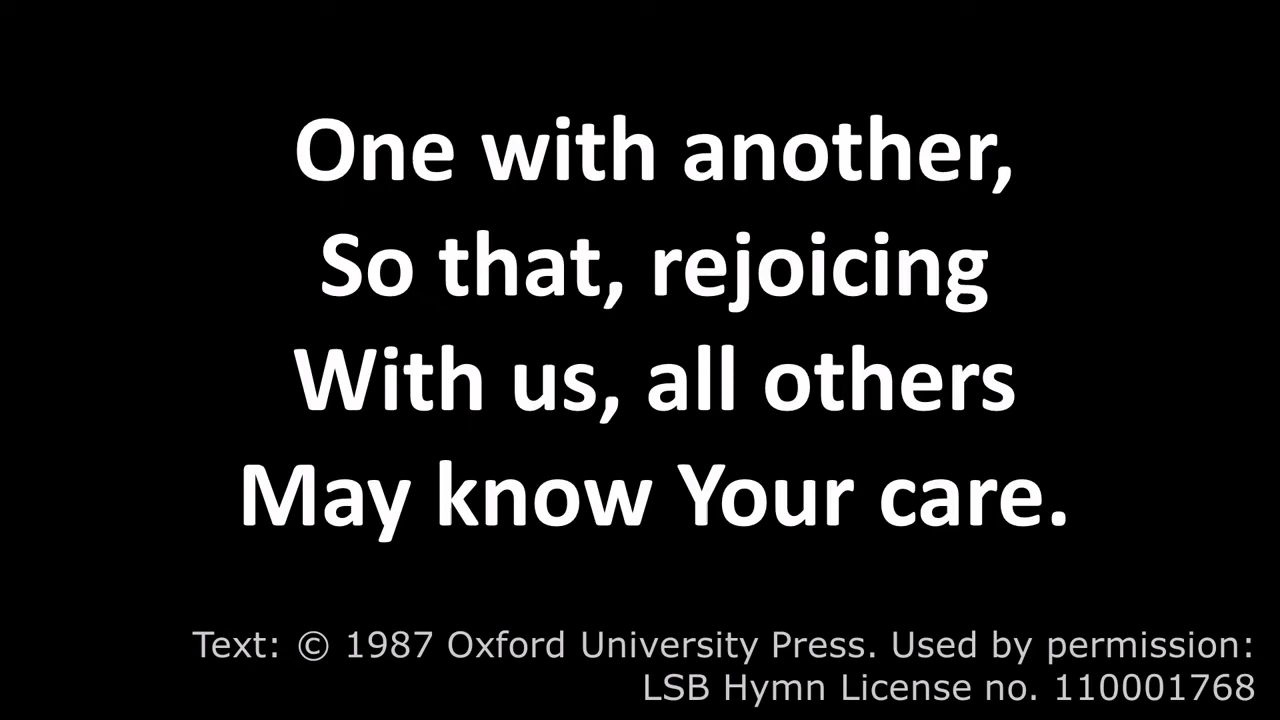 One with another,
So that, rejoicing
With us, all others
May know Your care.
Text: © 1987 Oxford University Press. Used by permission:
LSB Hymn License no. 110001768